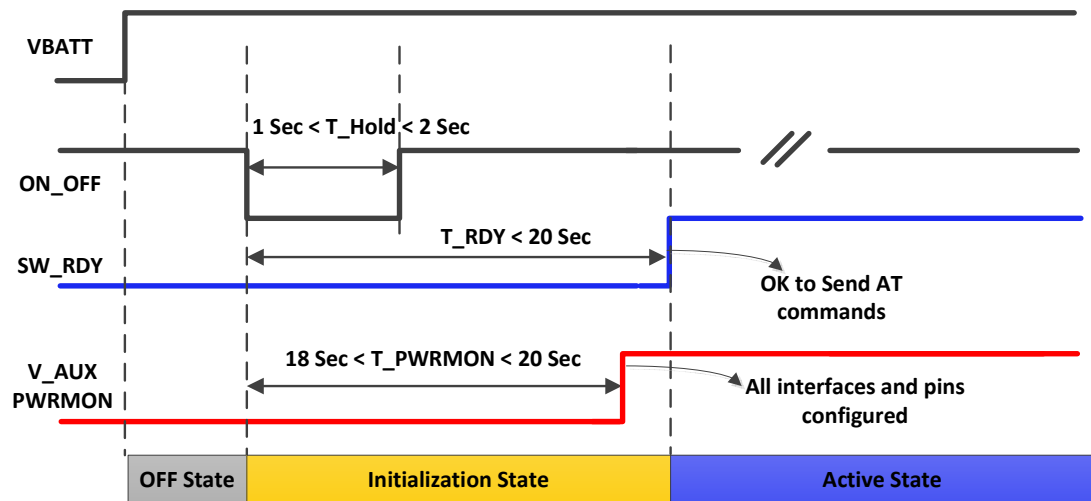 VBATT
1 Sec < T_Hold < 2 Sec
ON_OFF
T_RDY < 20 Sec
SW_RDY
OK to Send AT
commands
18 Sec < T_PWRMON < 20 Sec
V_AUX
PWRMON
All interfaces and pins
configured
OFF State
Initialization State
Active State